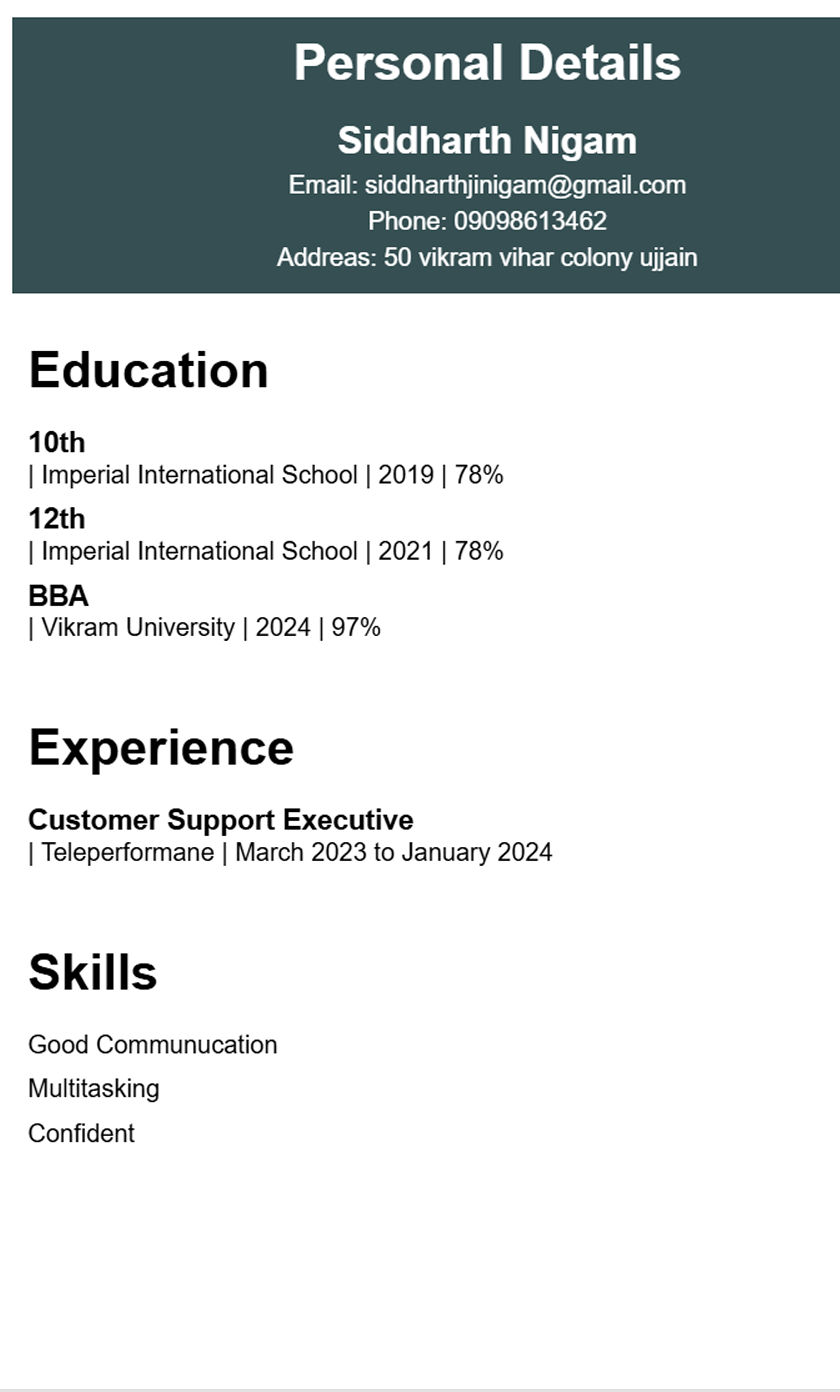 Personal Details
Siddharth Nigam
Email: siddharthjinigam@gmail.com
Phone: 09098613462
Addreas: 50 vikram vihar colony ujjain
Education
10th
| Imperial International School | 2019 | 78%
12th
| Imperial International School | 2021 | 78%
BBA
| Vikram University | 2024 | 97%
Experience
Customer Support Executive
| Teleperformane | March 2023 to January 2024
Skills
Good Communucation
Multitasking
Confident